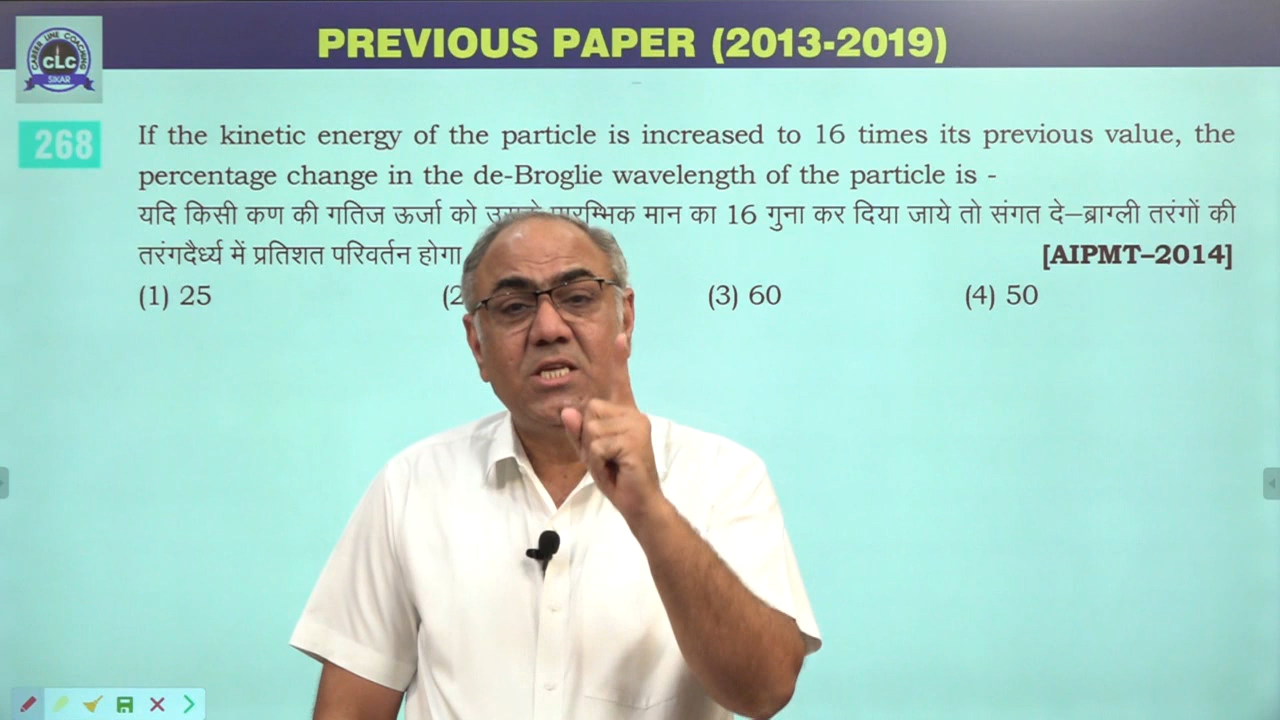 CAREER LINE COACHING
CLC
SIKAR
PREVIOUS PAPER (2013-2019)
268
If the kinetic energy of the particle is increased to 16 times its previous value, the
percentage change in the de-Broglie wavelength of the particle is -
यदि किसी कण की गतिज ऊर्जा को मान का 16 गुना कर दिया जाये तो संगत दे–ब्राग्ली तरंगों की
तरंगदैर्ध्य में प्रतिशत परिवर्तन होगा [AIPMT–2014]
(1) 25 (2 (3) 60 (4) 50